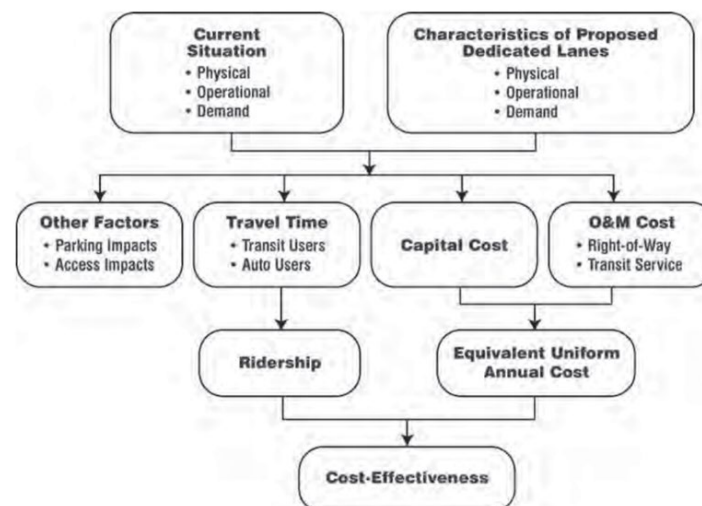 Current
Situation
• Physical
• Operational
• Demand
Characteristics of Proposed
Dedicated Lanes
• Physical
• Operational
• Demand
Other Factors
• Parking Impacts
• Access Impacts
Travel Time
• Transit Users
• Auto Users
Capital Cost
O&M Cost
• Right-of-Way
• Transit Service
Ridership
Equivalent Uniform
Annual Cost
Cost-Effectiveness